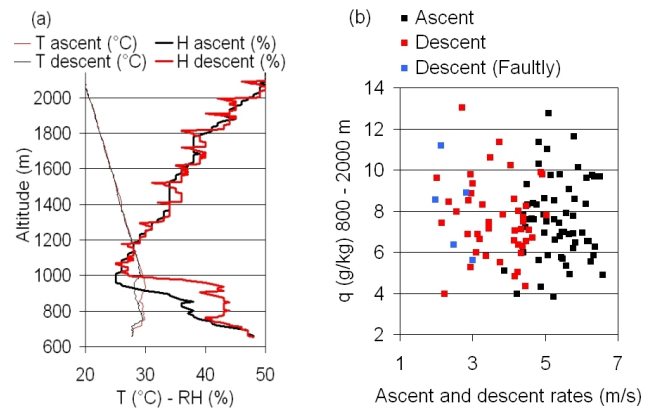 (a)
T ascent (°C) H ascent (%)
T descent (°C) H descent (%)
2000
1800
1600
1400
1200
1000
800
600
20 30 40 50
Altitude (m)
T (°C) - RH (%)
(b)
Ascent
Descent
Descent (Faultly)
14
12
10
8
6
4
2
1 3 5 7
q (g/kg) 800 - 2000 m
Ascent and descent rates (m/s)